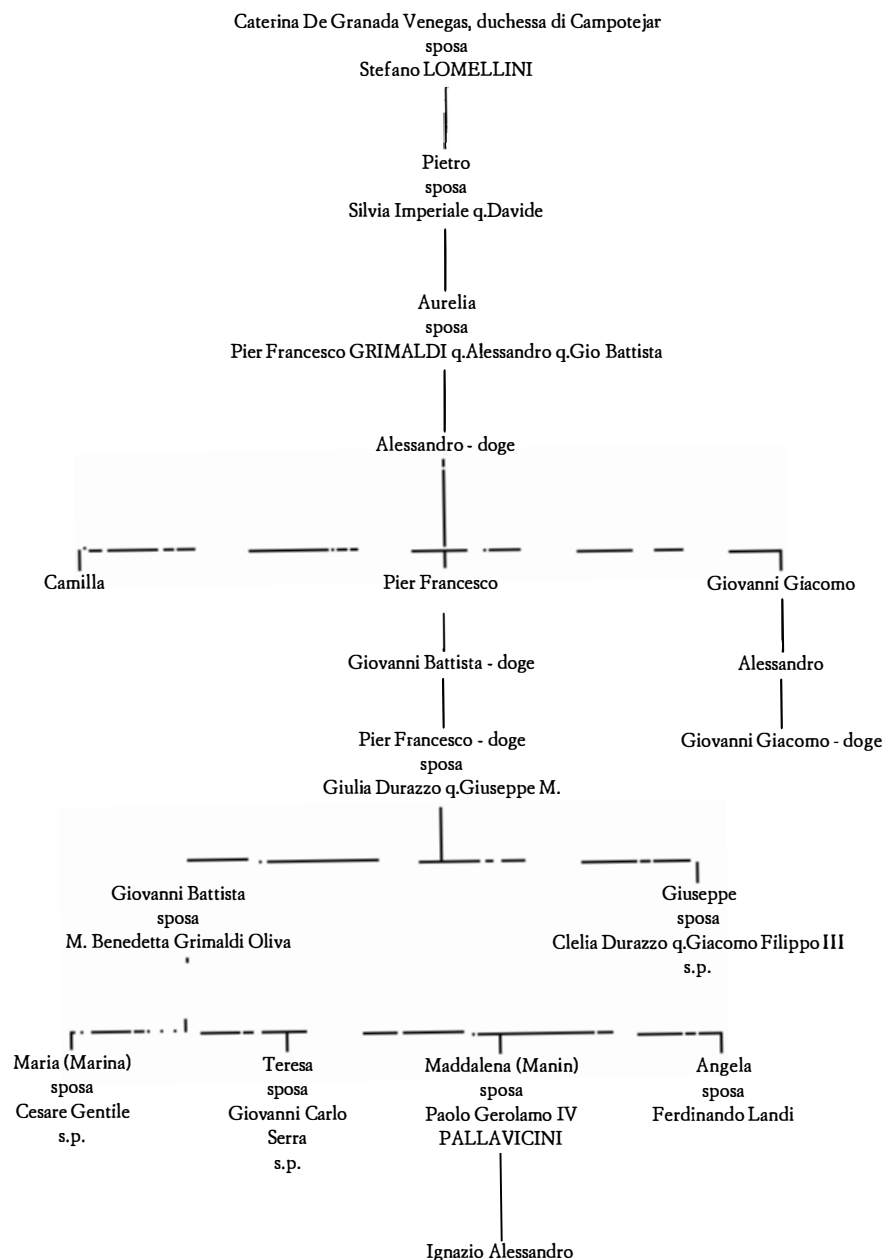 Caterina De Granada Venegas, duchessa di Campotejar
sposa
Stefano LOMELLINI
Pietro
sposa
Silvia Imperiale q.Davide
Aurelia
sposa
Pier Francesco GRIMALDI q.Alessandro q.Gio Battista
Alessandro - doge
Camilla
Pier Francesco
Giovanni Giacomo
Giovanni Battista - doge
Alessandro
Pier Francesco - doge
sposa
Giulia Durazzo q.Giuseppe M.
Giovanni Giacomo - doge
Giovanni Battista
sposa
M. Benedetta Grimaldi Oliva
Giuseppe
sposa
Clelia Durazzo q.Giacomo Filippo III
s.p.
Maria (Marina)
sposa
Cesare Gentile
s.p.
Teresa
sposa
Giovanni Carlo
Serra
s.p.
Maddalena (Manin)
sposa
Paolo Gerolamo IV
PALLAVICINI
Angela
sposa
Ferdinando Landi
Ignazio Alessandro